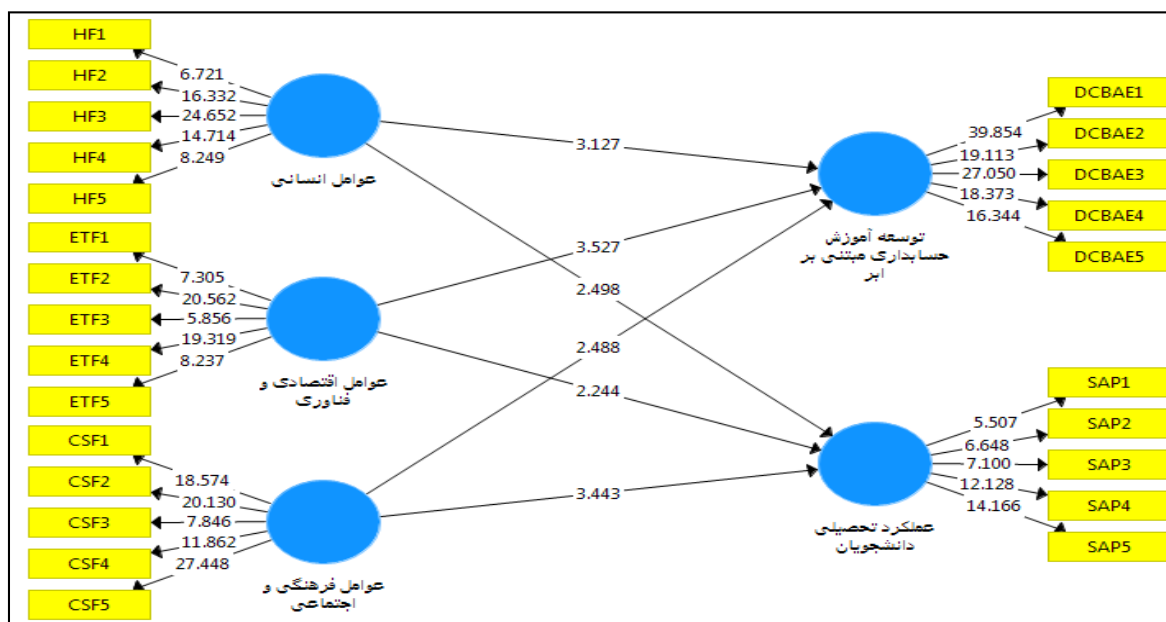 HF1
HF2
HF3
HF4
HF5
6.721
16.332
24.652
14.714
8.249
عوامل انسانی
ETF1
ETF2
ETF3
ETF4
ETF5
7.305
20.562
5.856
19.319
8.237
عوامل اقتصادی و
فناوری
CSF1
CSF2
CSF3
CSF4
CSF5
18.574
20.130
7.846
11.862
27.448
عوامل فرهنگی و
اجتماعی
3.127
3.527
2.498
2.488
2.244
3.443
DCBAE1
DCBAE2
DCBAE3
DCBAE4
DCBAE5
39.854
19.113
27.050
18.373
16.344
توسعه آموزش
حسابداری مبتنی بر
ابر
SAP1
SAP2
SAP3
SAP4
SAP5
5.507
6.648
7.100
12.128
14.166
عملکرد تحصیلی
دانشجویان